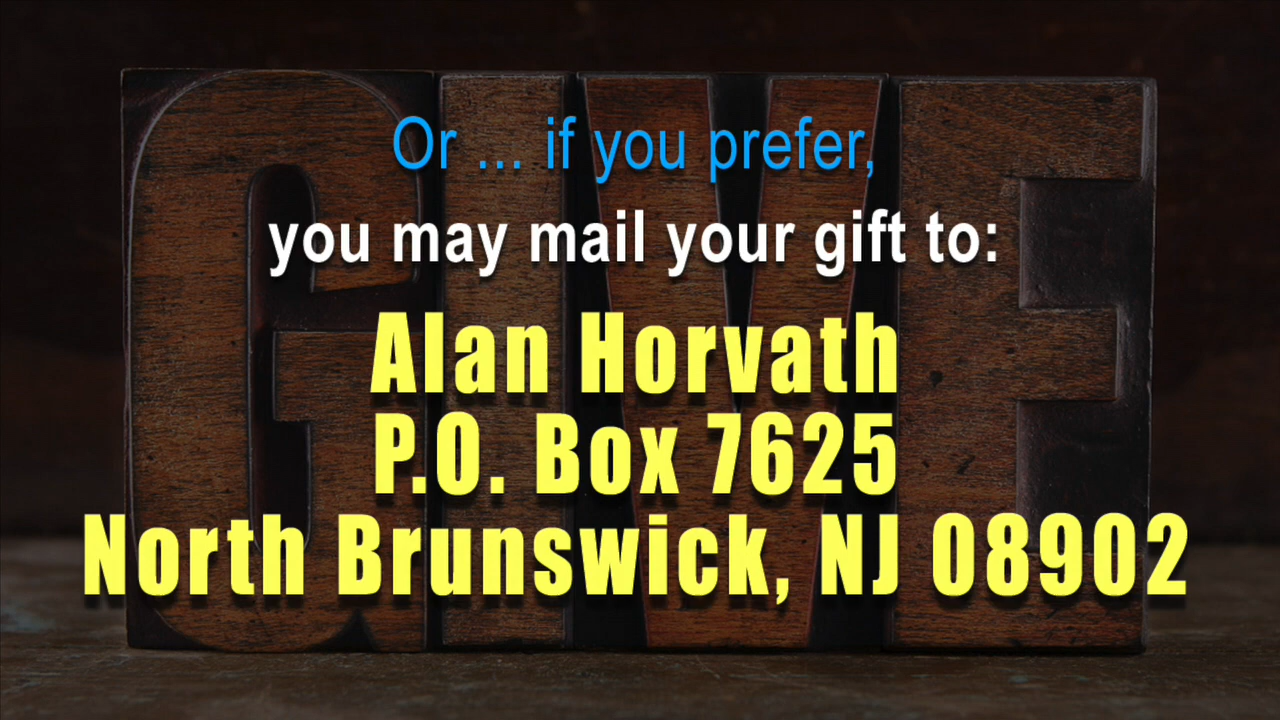 GIVE
Or ... if you prefer,
you may mail your gift to:
Alan Horvath
P.O. Box 7625
North Brunswick, NJ 08902